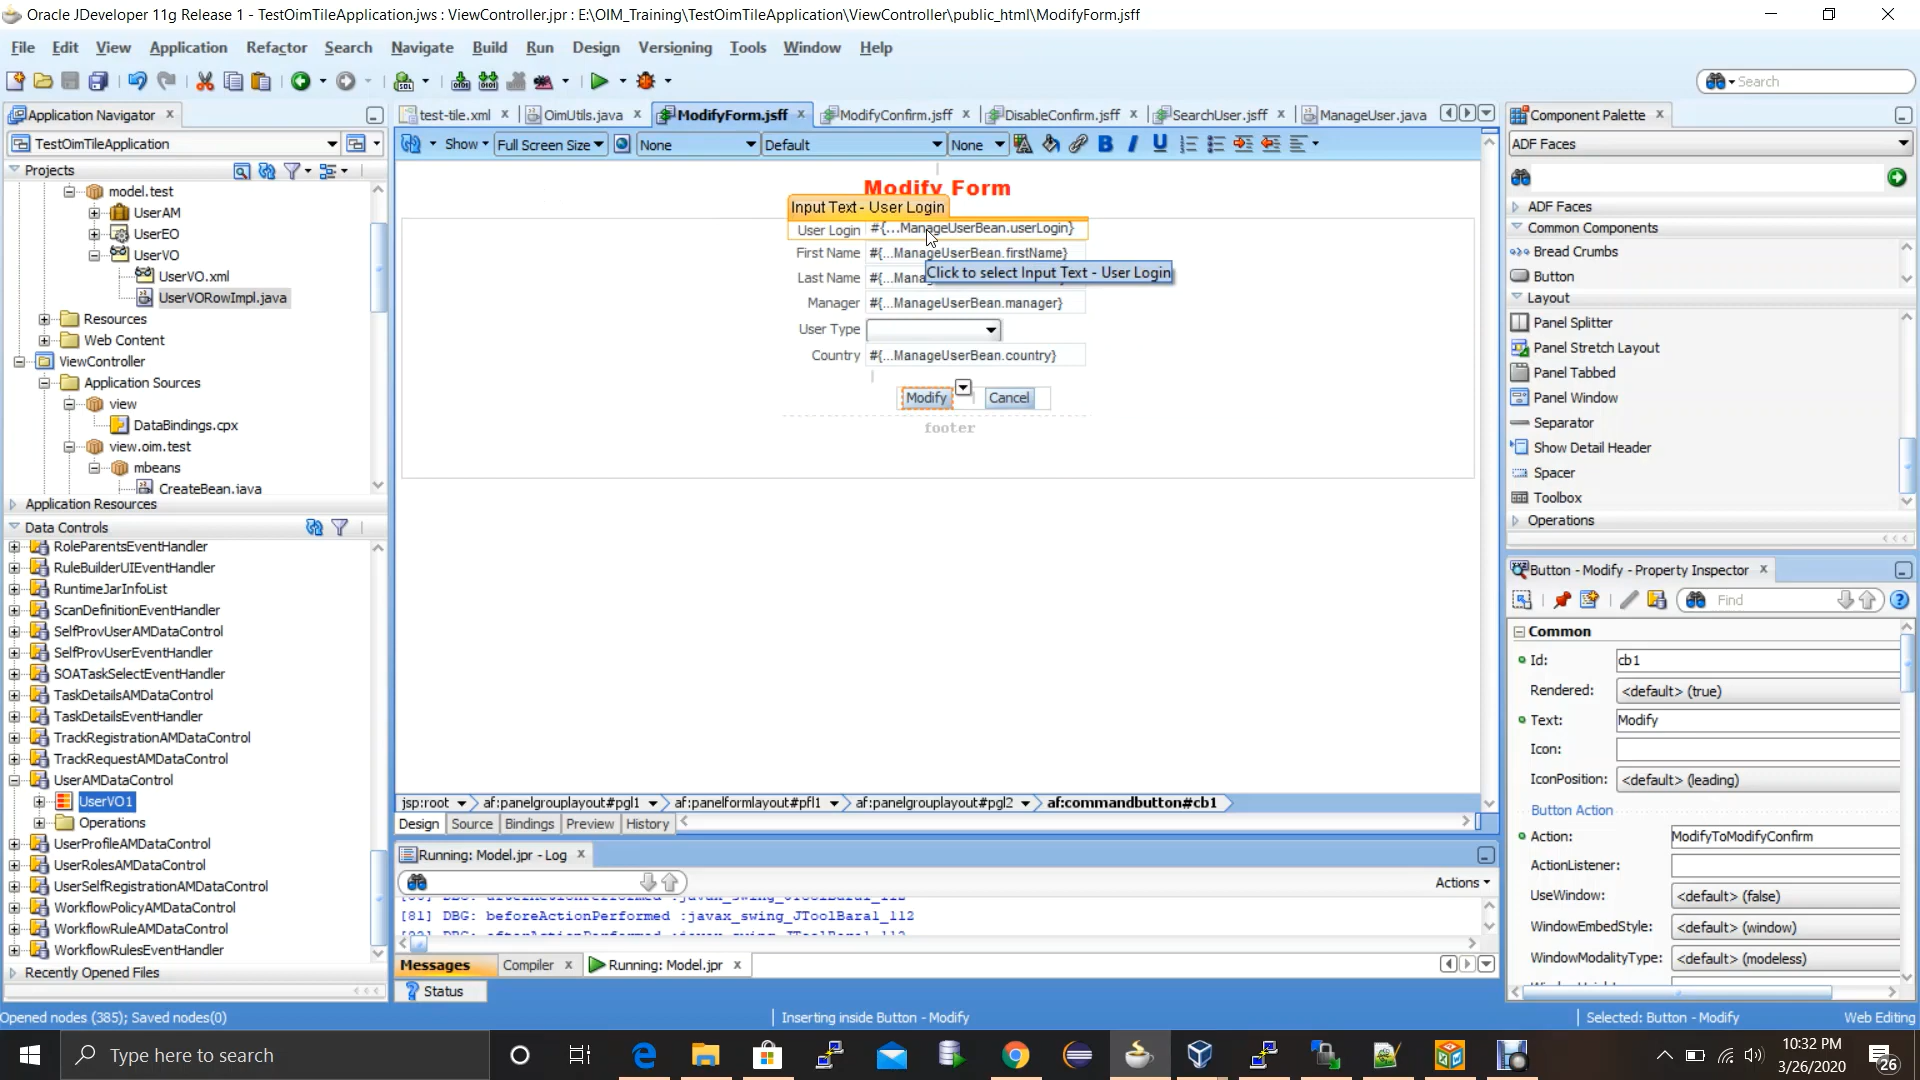 Oracle JDeveloper 11g Release 1 - TestOimTileApplication.jws : ViewController.jpr : E:\OIM_Training\TestOimTileApplication\ViewController\public_html\ModifyForm.jsff
File Edit View Application Refactor Search Navigate Build Run Design Versioning Tools Window Help
Search
Application Navigator
test-tile.xml OimUtils.java ModifyForm.jsff ModifyConfirm.jsff DisableConfirm.jsff SearchUser.jsff ManageUser.java
Component Palette
TestOimTileApplication
Show Full Screen Size None Default None B I U
ADF Faces
Projects
model.test
UserAM
UserEO
UserVO
UserVO.xml
UserVORowImpl.java
Resources
Web Content
ViewController
Application Sources
view
DataBindings.cpx
view.oim.test
mbeans
CreateBean.java
Application Resources
Data Controls
RoleParentsEventHandler
RuleBuilderUIEventHandler
RuntimeJarInfoList
ScanDefinitionEventHandler
SelfProvUserAMDataControl
SelfProvUserEventHandler
SOATaskSelectEventHandler
TaskDetailsAMDataControl
TaskDetailsEventHandler
TrackRegistrationAMDataControl
TrackRequestAMDataControl
UserAMDataControl
UserVO1
Operations
UserProfileAMDataControl
UserRolesAMDataControl
UserSelfRegistrationAMDataControl
WorkflowPolicyAMDataControl
WorkflowRuleAMDataControl
WorkflowRulesEventHandler
Recently Opened Files
Modify Form
Input Text - User Login
User Login #{...ManageUserBean.userLogin}
First Name #{...ManageUserBean.firstName}
Click to select Input Text - User Login
Last Name #{...Mana
Manager #{...ManageUserBean.manager}
User Type
Country #{...ManageUserBean.country}
Modify Cancel
footer
jsp:root af:panelgrouplayout#pgl1 af:panelformlayout#pfl1 af:panelgrouplayout#pgl2 af:commandbutton#cb1
Design Source Bindings Preview History
Running: Model.jpr - Log
Actions
[81] DBG: beforeActionPerformed :javax_swing_JToolBar_112
Messages Compiler Running: Model.jpr
Status
ADF Faces
Common Components
Bread Crumbs
Button
Layout
Panel Splitter
Panel Stretch Layout
Panel Tabbed
Panel Window
Separator
Show Detail Header
Spacer
Toolbox
Operations
Button - Modify - Property Inspector
Find
Common
Id: cb1
Rendered: <default> (true)
Text: Modify
Icon:
IconPosition: <default> (leading)
Button Action
Action: ModifyToModifyConfirm
ActionListener:
UseWindow: <default> (false)
WindowEmbedStyle: <default> (window)
WindowModalityType: <default> (modeless)
Opened nodes (385); Saved nodes(0) Inserting inside Button - Modify Selected: Button - Modify Web Editing
Type here to search
10:32 PM
3/26/2020
26